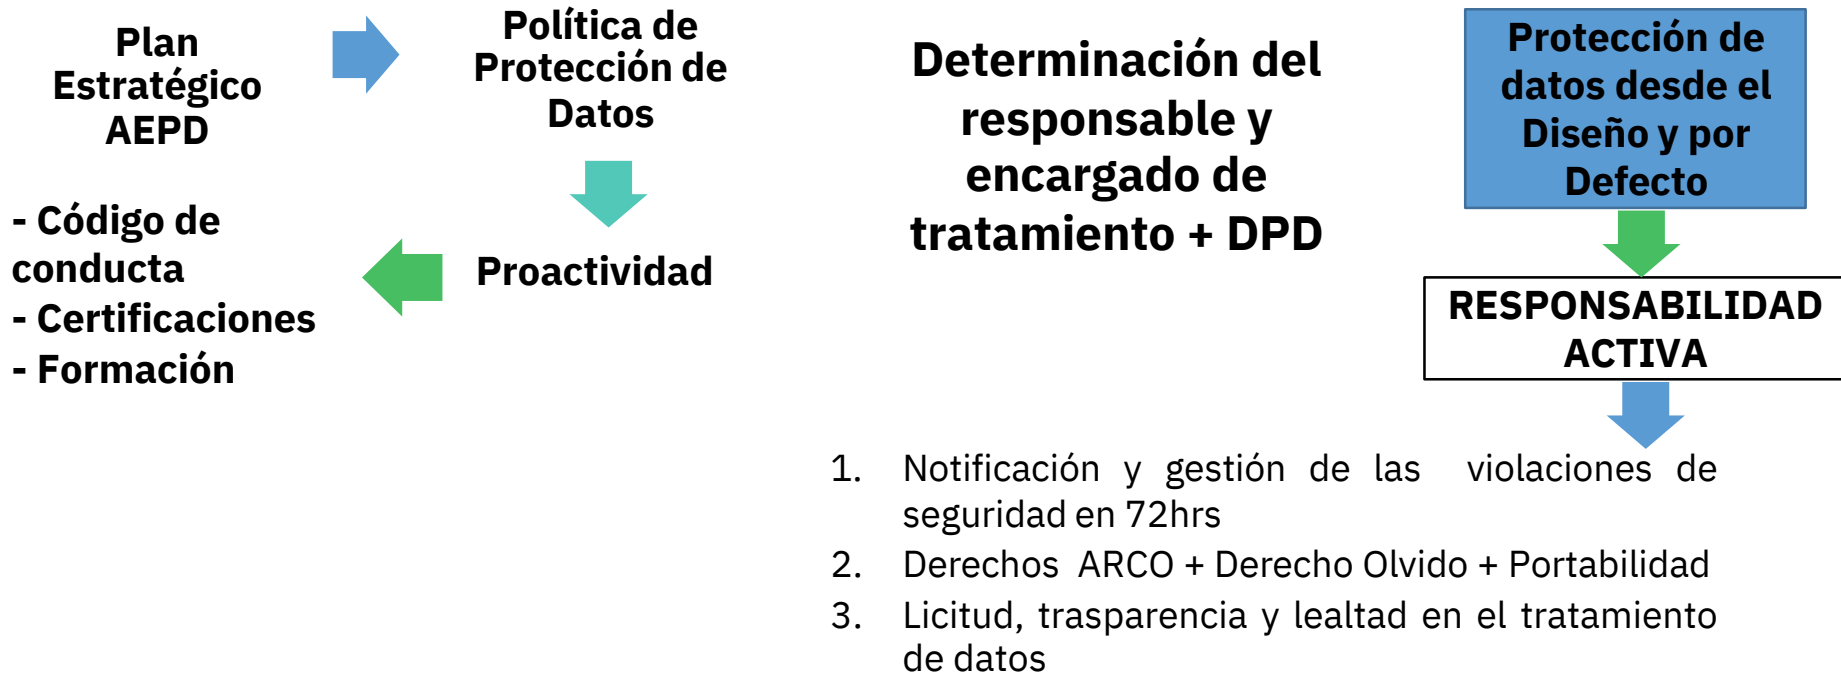 Plan
Estratégico
AEPD
Política de
Protección de
Datos
Proactividad
- Código de
conducta
- Certificaciones
- Formación
Determinación del
responsable y
encargado de
tratamiento + DPD
Protección de
datos desde el
Diseño y por
Defecto
RESPONSABILIDAD
ACTIVA
1. Notificación y gestión de las violaciones de
seguridad en 72hrs
2. Derechos ARCO + Derecho Olvido + Portabilidad
3. Licitud, trasparencia y lealtad en el tratamiento
de datos